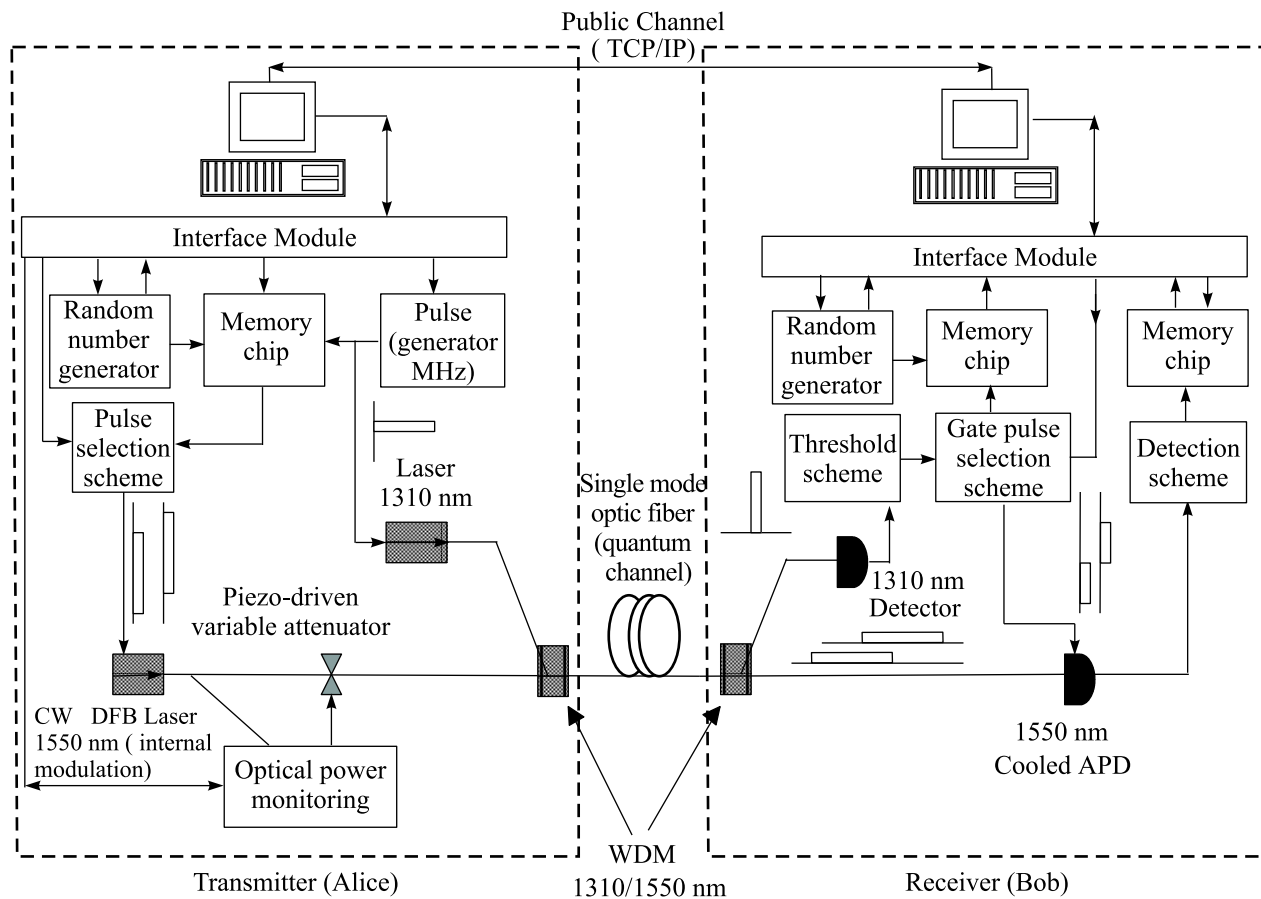 Public Channel
( TCP/IP)
Interface Module
Random
number
generator
Memory
chip
Pulse
(generator
MHz)
Pulse
selection
scheme
Laser
1310 nm
Piezo-driven
variable attenuator
CW DFB Laser
1550 nm ( internal
modulation)
Optical power
monitoring
Transmitter (Alice)
Single mode
optic fiber
(quantum
channel)
WDM
1310/1550 nm
Interface Module
Random
number
generator
Memory
chip
Memory
chip
Threshold
scheme
Gate pulse
selection
scheme
Detection
scheme
1310 nm
Detector
1550 nm
Cooled APD
Receiver (Bob)